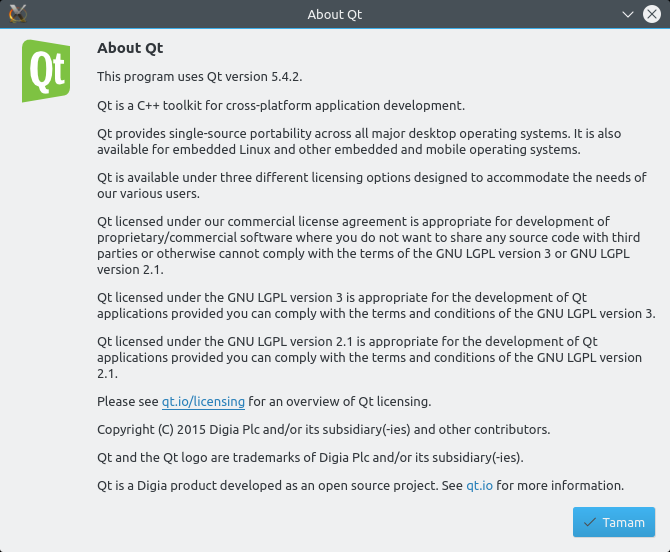 About Qt
Qt
About Qt
This program uses Qt version 5.4.2.
Qt is a C++ toolkit for cross-platform application development.
Qt provides single-source portability across all major desktop operating systems. It is also
available for embedded Linux and other embedded and mobile operating systems.
Qt is available under three different licensing options designed to accommodate the needs of
our various users.
Qt licensed under our commercial license agreement is appropriate for development of
proprietary/commercial software where you do not want to share any source code with third
parties or otherwise cannot comply with the terms of the GNU LGPL version 3 or GNU LGPL
version 2.1.
Qt licensed under the GNU LGPL version 3 is appropriate for the development of Qt
applications provided you can comply with the terms and conditions of the GNU LGPL version 3.
Qt licensed under the GNU LGPL version 2.1 is appropriate for the development of Qt
applications provided you can comply with the terms and conditions of the GNU LGPL version
2.1.
Please see qt.io/licensing for an overview of Qt licensing.
Copyright (C) 2015 Digia Plc and/or its subsidiary(-ies) and other contributors.
Qt and the Qt logo are trademarks of Digia Plc and/or its subsidiary(-ies).
Qt is a Digia product developed as an open source project. See qt.io for more information.
Tamam